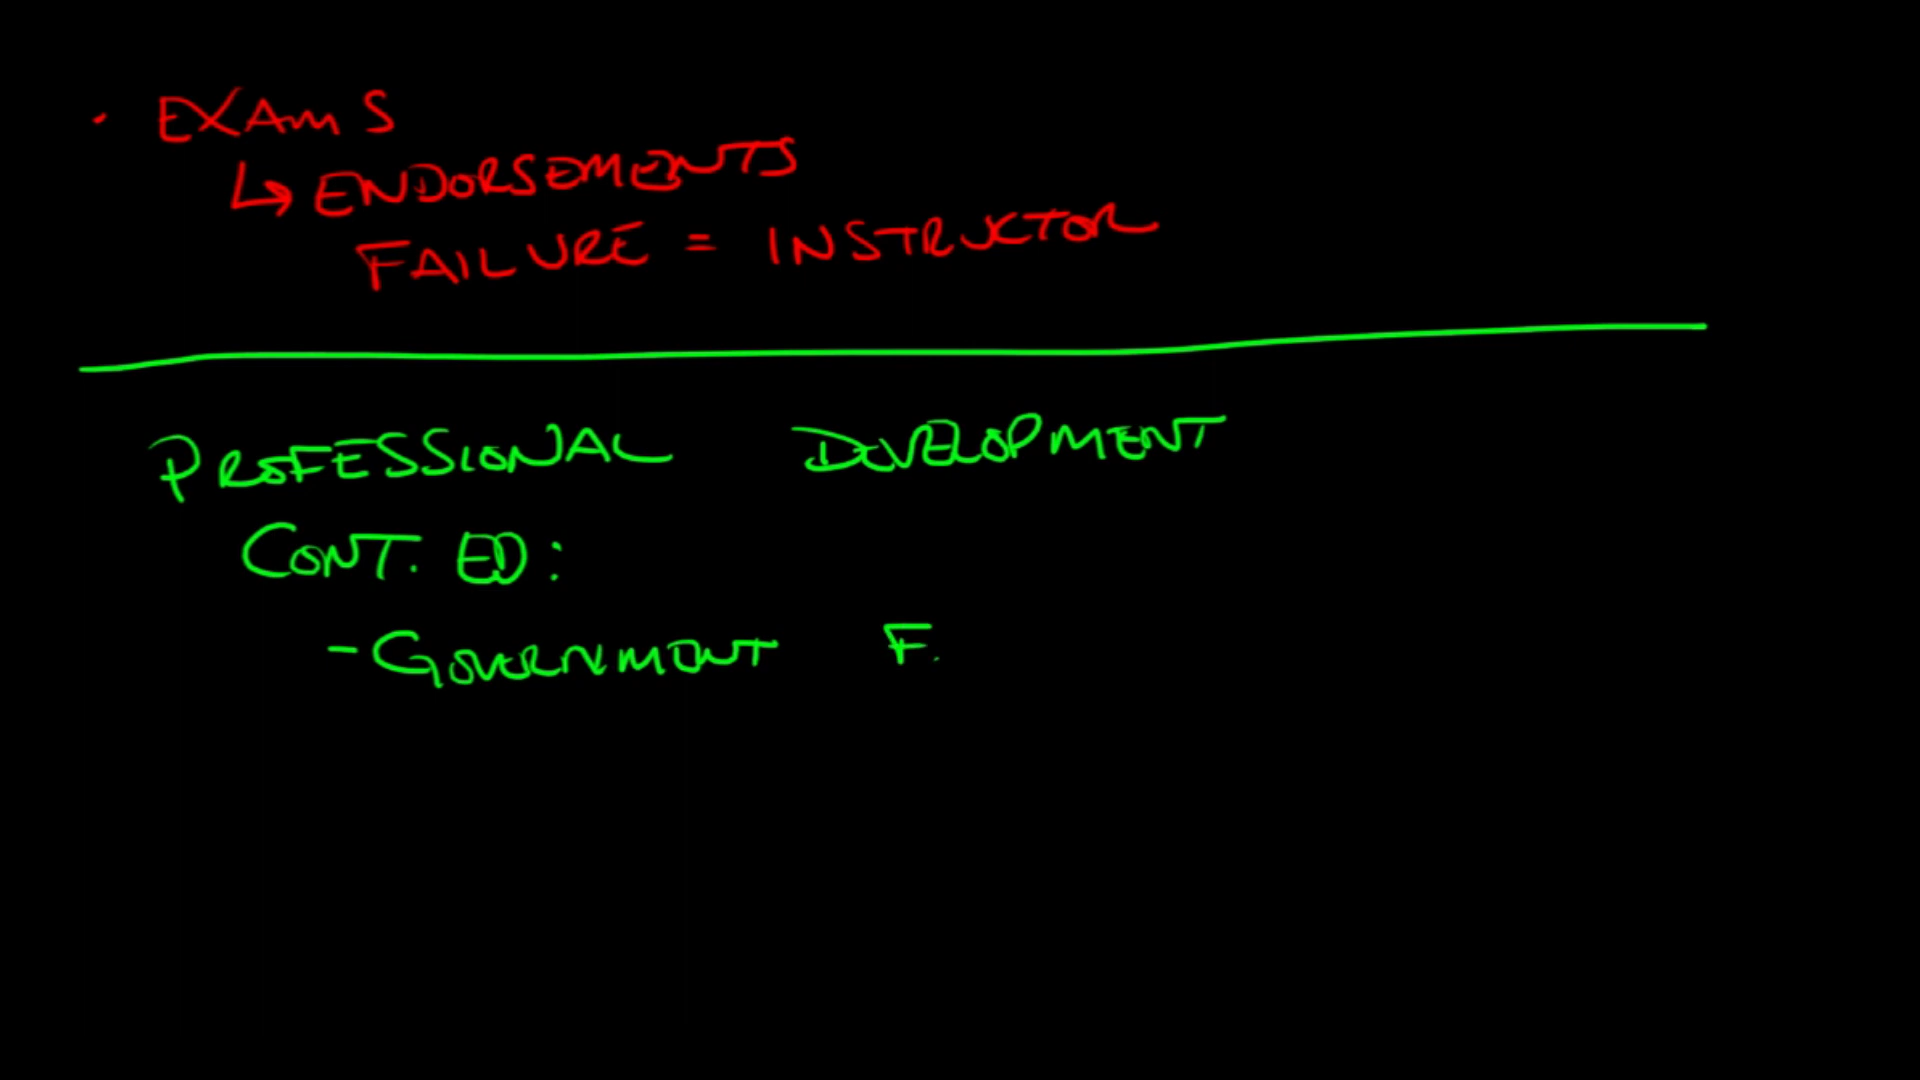 · EXAMS
↳ ENDORSEMENTS
FAILURE = INSTRUCTOR
PROFESSIONAL DEVELOPMENT
CONT. ED:
- GOVERNMENT F.